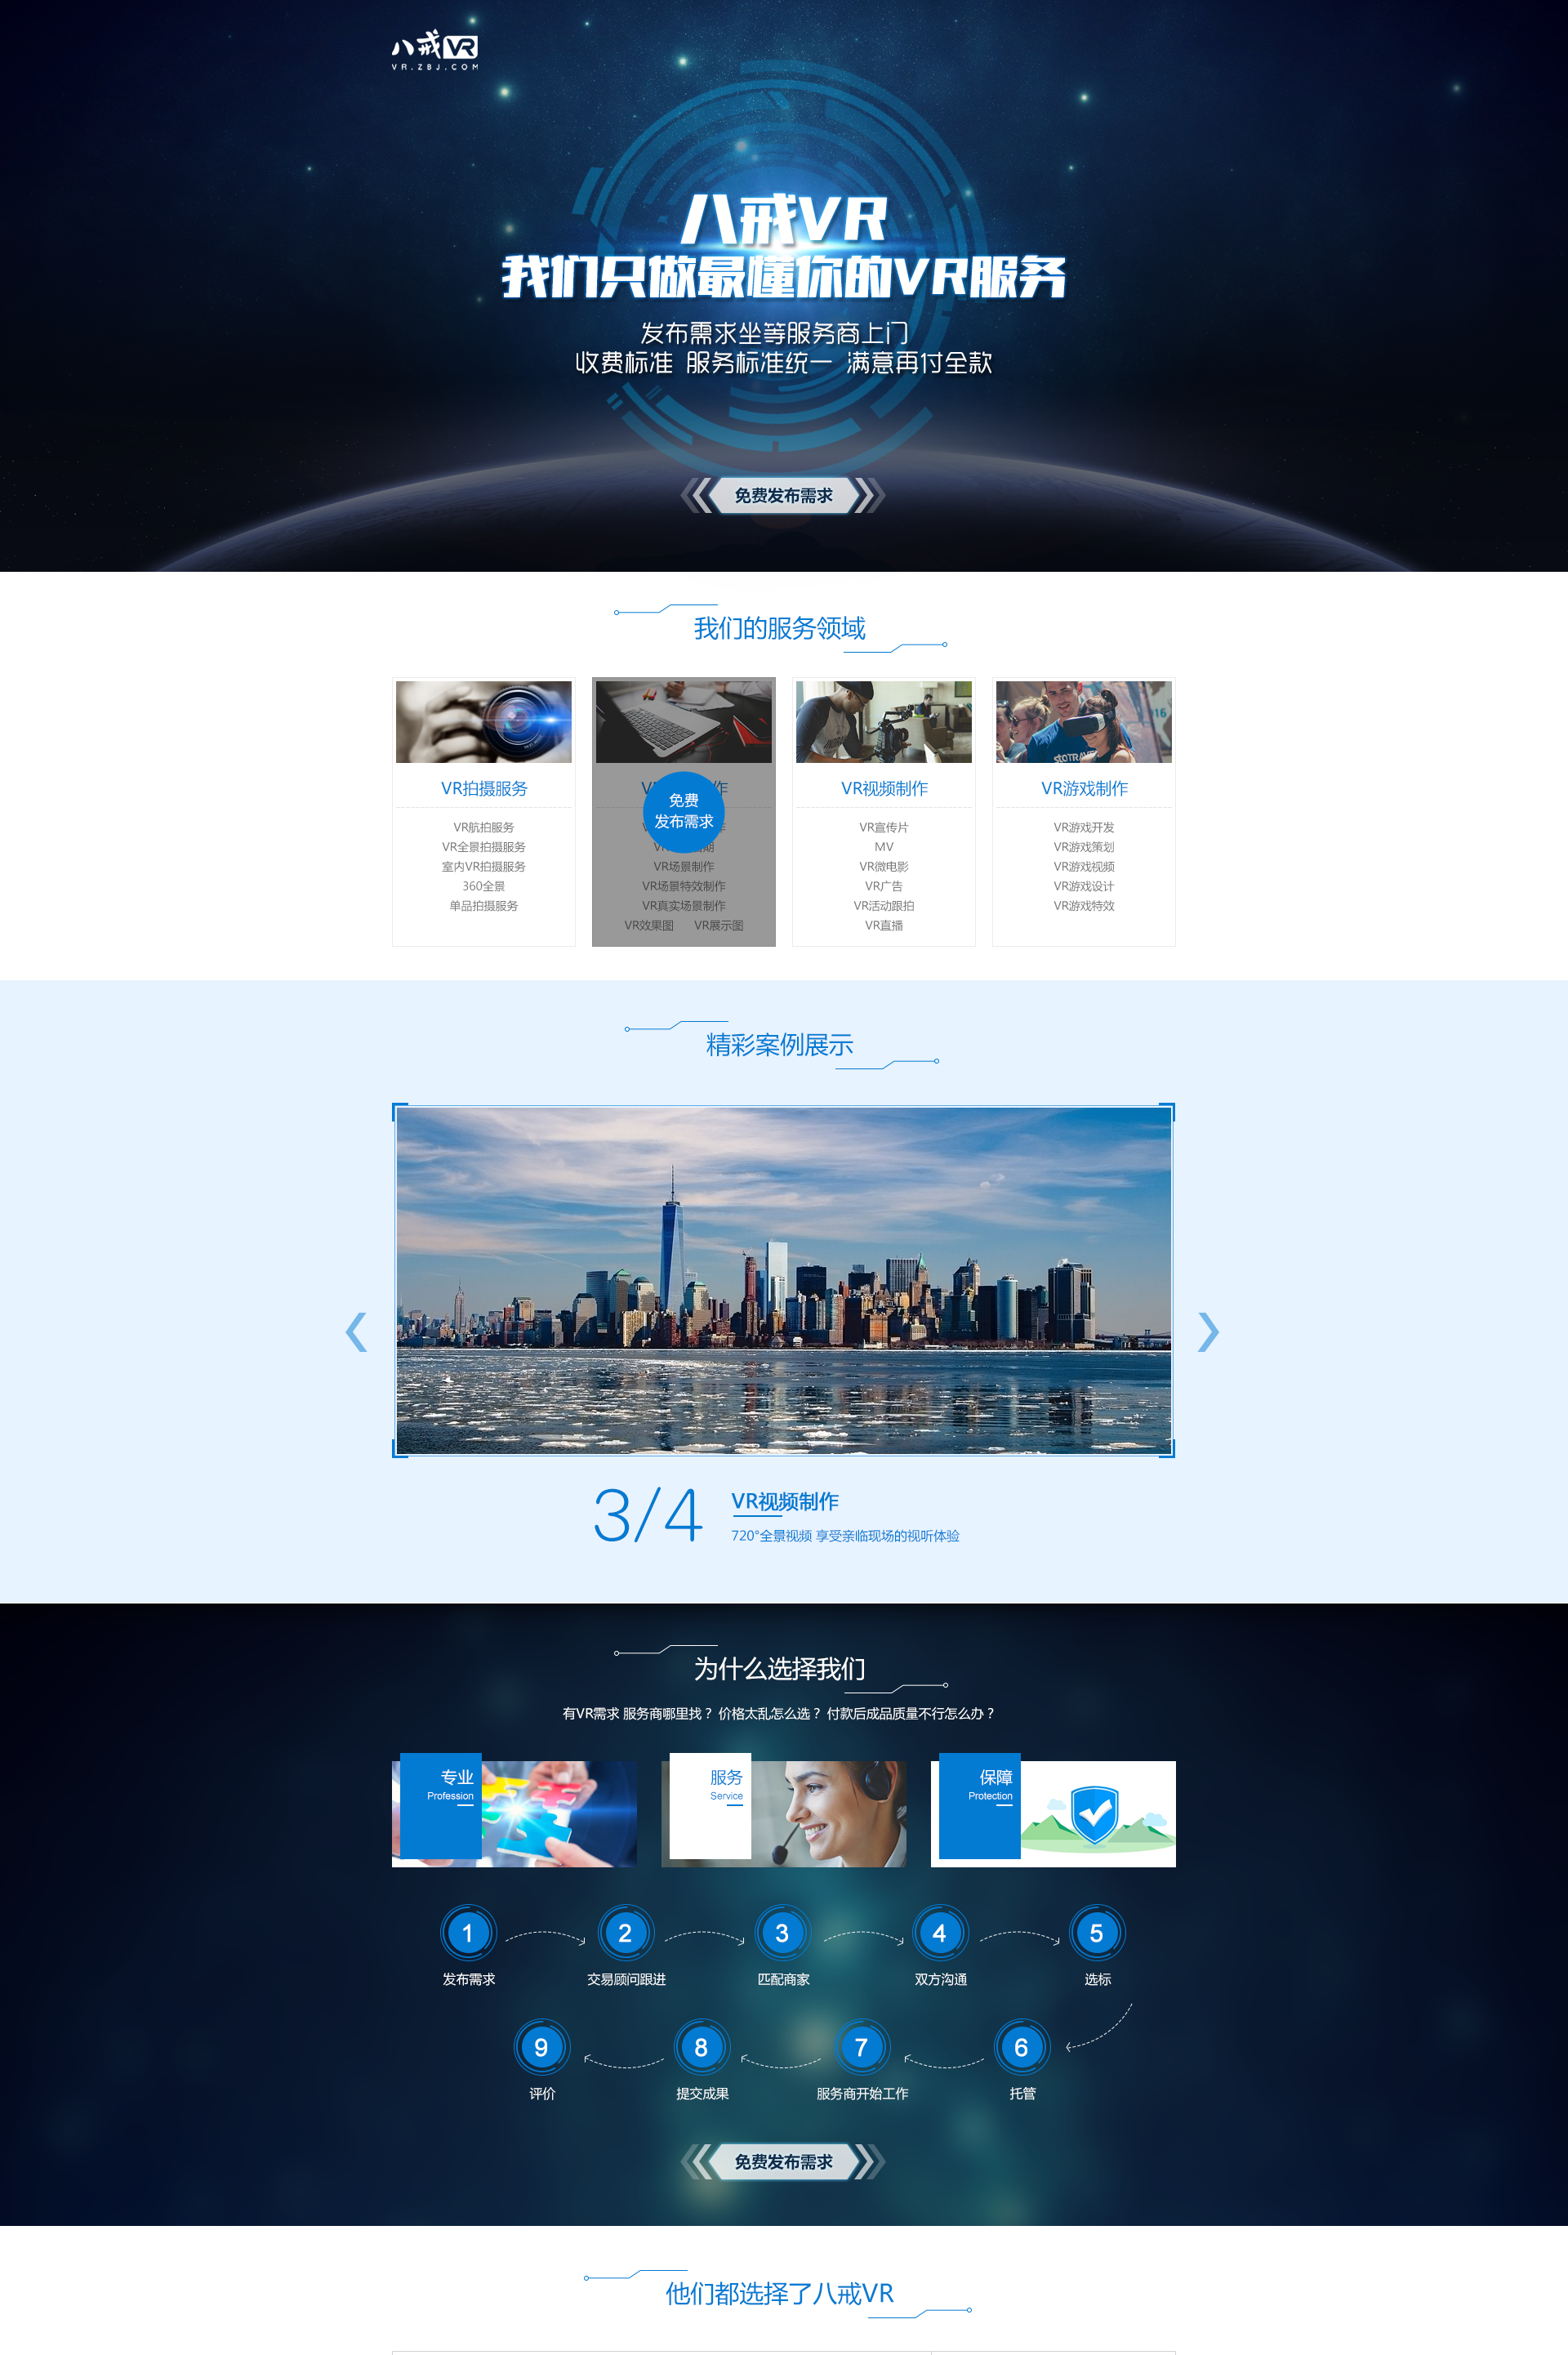 八戒VR
VR.ZBJ.COM
八戒VR
我们只做最懂你的VR服务
发布需求坐等服务商上门
收费标准 服务标准统一 满意再付全款
免费发布需求
我们的服务领域
VR拍摄服务
VR航拍服务
VR全景拍摄服务
室内VR拍摄服务
360全景
单品拍摄服务
免费
发布需求
VR场景制作
VR场景特效制作
VR真实场景制作
VR效果图 VR展示图
VR视频制作
VR宣传片
MV
VR微电影
VR广告
VR活动跟拍
VR直播
VR游戏制作
VR游戏开发
VR游戏策划
VR游戏视频
VR游戏设计
VR游戏特效
精彩案例展示
3/4
VR视频制作
720°全景视频 享受亲临现场的视听体验
为什么选择我们
有VR需求 服务商哪里找？ 价格太乱怎么选？ 付款后成品质量不行怎么办？
专业
Profession
服务
Service
保障
Protection
1
2
3
4
5
发布需求
交易顾问跟进
匹配商家
双方沟通
选标
9
8
7
6
评价
提交成果
服务商开始工作
托管
免费发布需求
他们都选择了八戒VR